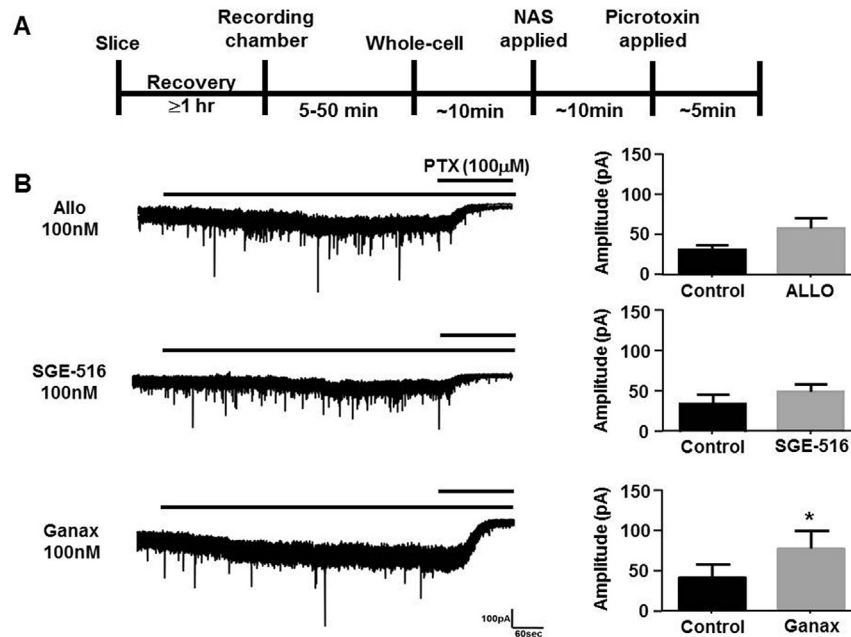 A
Slice
Recording
chamber
Whole-cell
NAS
applied
Picrotoxin
applied
Recovery
≥1 hr
5-50 min
~10min
~10min
~5min
B
PTX (100μM)
Allo
100nM
Amplitude (pA)
150
100
50
0
Control
ALLO
SGE-516
100nM
Amplitude (pA)
150
100
50
0
Control
SGE-516
Ganax
100nM
100pA
60sec
Amplitude (pA)
150
100
50
0
*
Control
Ganax